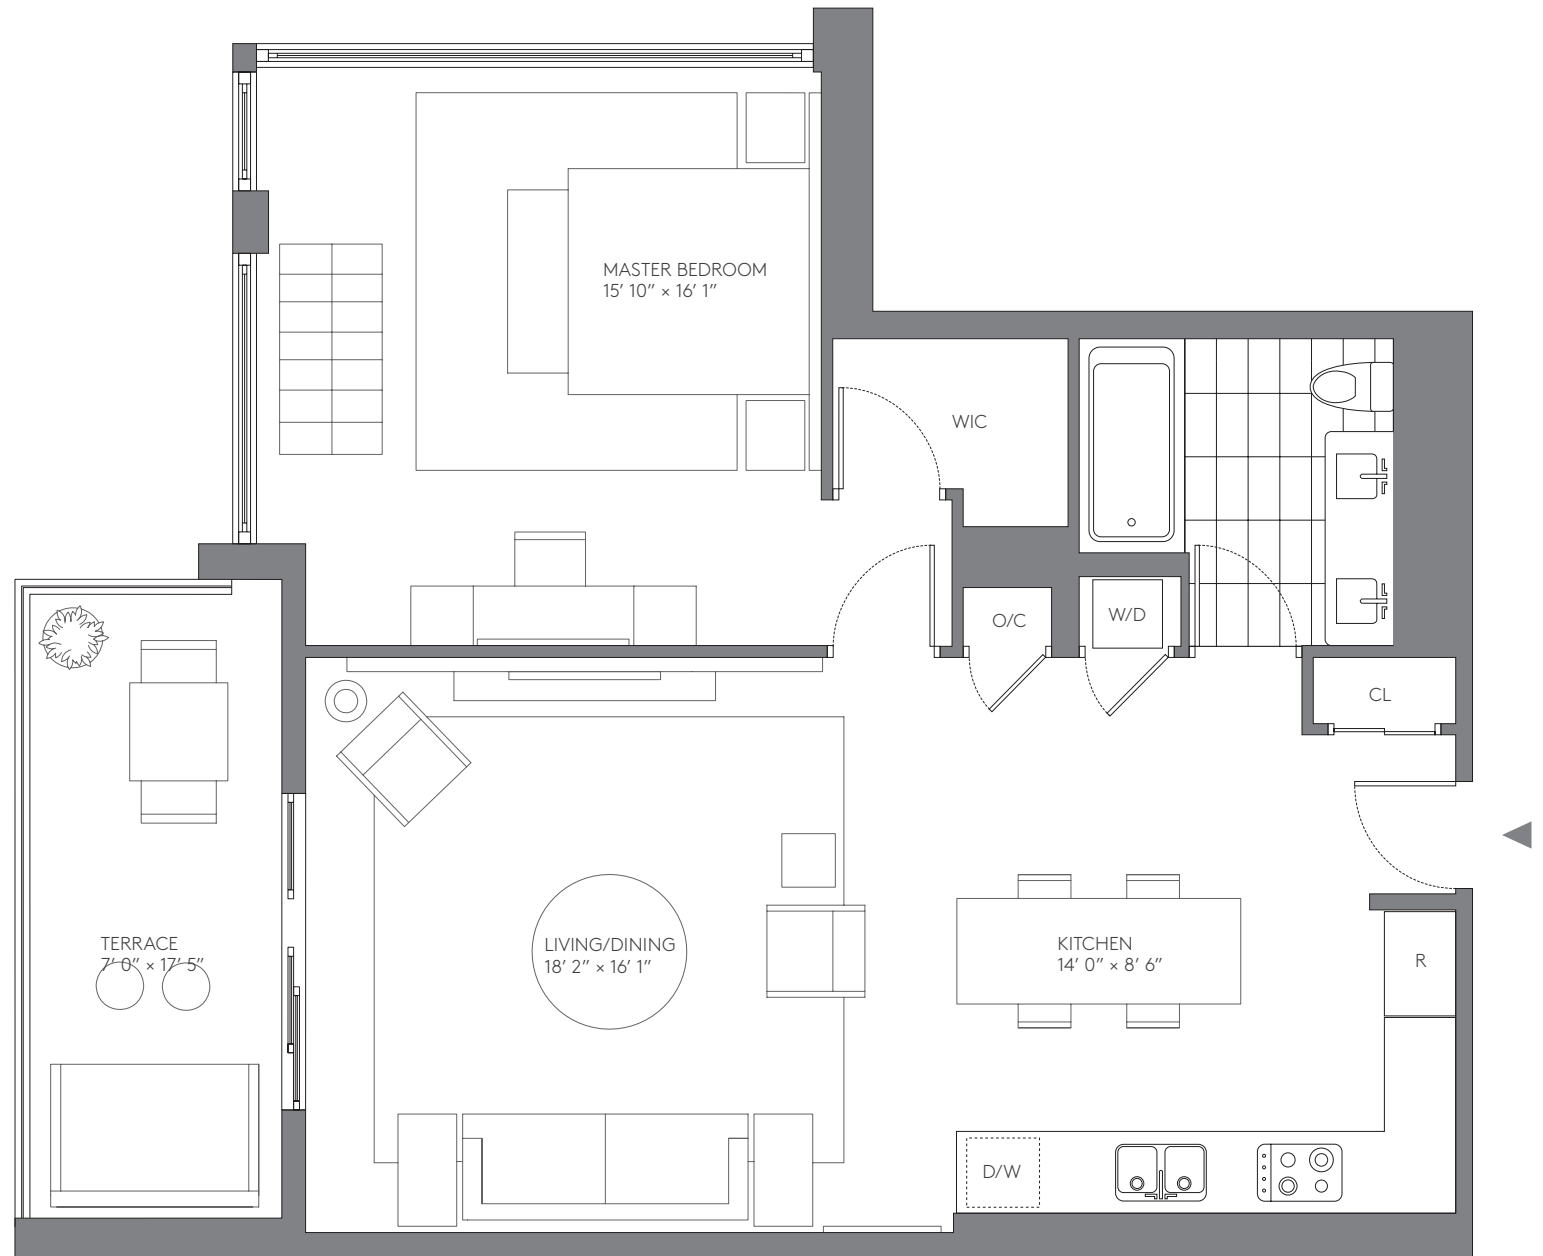 MASTER BEDROOM
15’ 10” × 16’ 1”
WIC
O/C
W/D
CL
TERRACE
7’ 0” × 17’ 5”
LIVING/DINING
18’ 2” × 16’ 1”
KITCHEN
14’ 0” × 8’ 6”
R
D/W